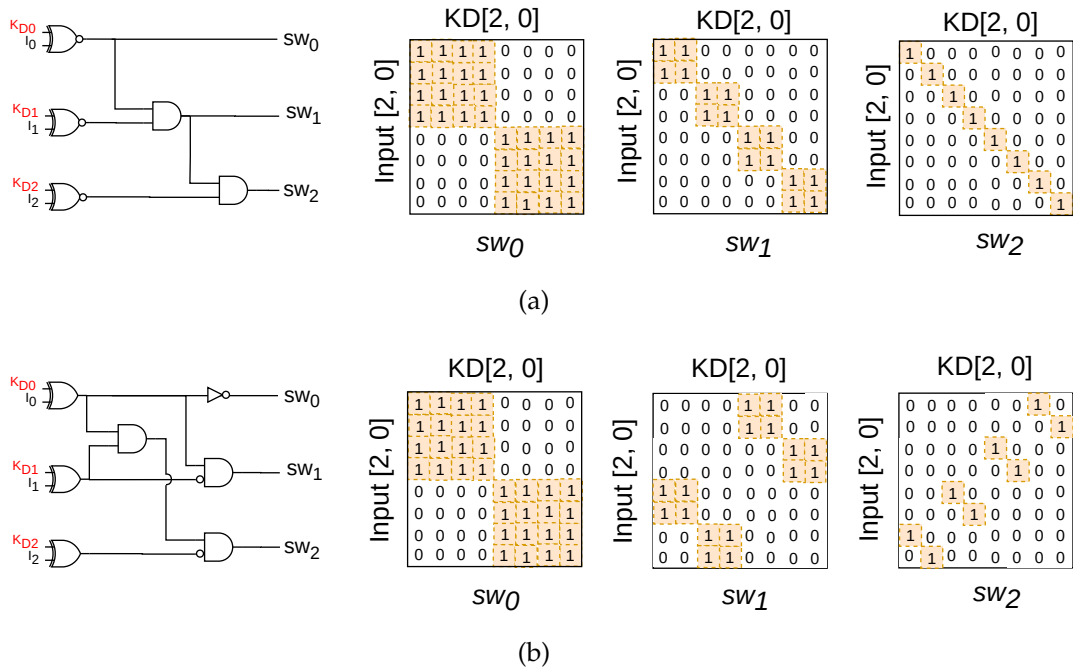 KD0
I0
SW0
KD1
I1
SW1
KD2
I2
SW2
KD[2, 0]
Input [2, 0]
1 1 1 1 0 0 0 0
1 1 1 1 0 0 0 0
1 1 1 1 0 0 0 0
1 1 1 1 0 0 0 0
0 0 0 0 1 1 1 1
0 0 0 0 1 1 1 1
0 0 0 0 1 1 1 1
0 0 0 0 1 1 1 1
sw0
KD[2, 0]
Input [2, 0]
1 1 0 0 0 0 0 0
1 1 0 0 0 0 0 0
0 0 1 1 0 0 0 0
0 0 1 1 0 0 0 0
0 0 0 0 1 1 0 0
0 0 0 0 1 1 0 0
0 0 0 0 0 0 1 1
0 0 0 0 0 0 1 1
sw1
KD[2, 0]
Input [2, 0]
1 0 0 0 0 0 0 0
0 1 0 0 0 0 0 0
0 0 1 0 0 0 0 0
0 0 0 1 0 0 0 0
0 0 0 0 1 0 0 0
0 0 0 0 0 1 0 0
0 0 0 0 0 0 1 0
0 0 0 0 0 0 0 1
sw2
(a)
KD0
I0
SW0
KD1
I1
SW1
KD2
I2
SW2
KD[2, 0]
Input [2, 0]
1 1 1 1 0 0 0 0
1 1 1 1 0 0 0 0
1 1 1 1 0 0 0 0
1 1 1 1 0 0 0 0
0 0 0 0 1 1 1 1
0 0 0 0 1 1 1 1
0 0 0 0 1 1 1 1
0 0 0 0 1 1 1 1
sw0
KD[2, 0]
Input [2, 0]
0 0 0 0 1 1 0 0
0 0 0 0 1 1 0 0
0 0 0 0 0 0 1 1
0 0 0 0 0 0 1 1
1 1 0 0 0 0 0 0
1 1 0 0 0 0 0 0
0 0 1 1 0 0 0 0
0 0 1 1 0 0 0 0
sw1
KD[2, 0]
Input [2, 0]
0 0 0 0 0 0 1 0
0 0 0 0 0 0 0 1
0 0 0 0 1 0 0 0
0 0 0 0 0 1 0 0
0 0 1 0 0 0 0 0
0 0 0 1 0 0 0 0
1 0 0 0 0 0 0 0
0 1 0 0 0 0 0 0
sw2
(b)